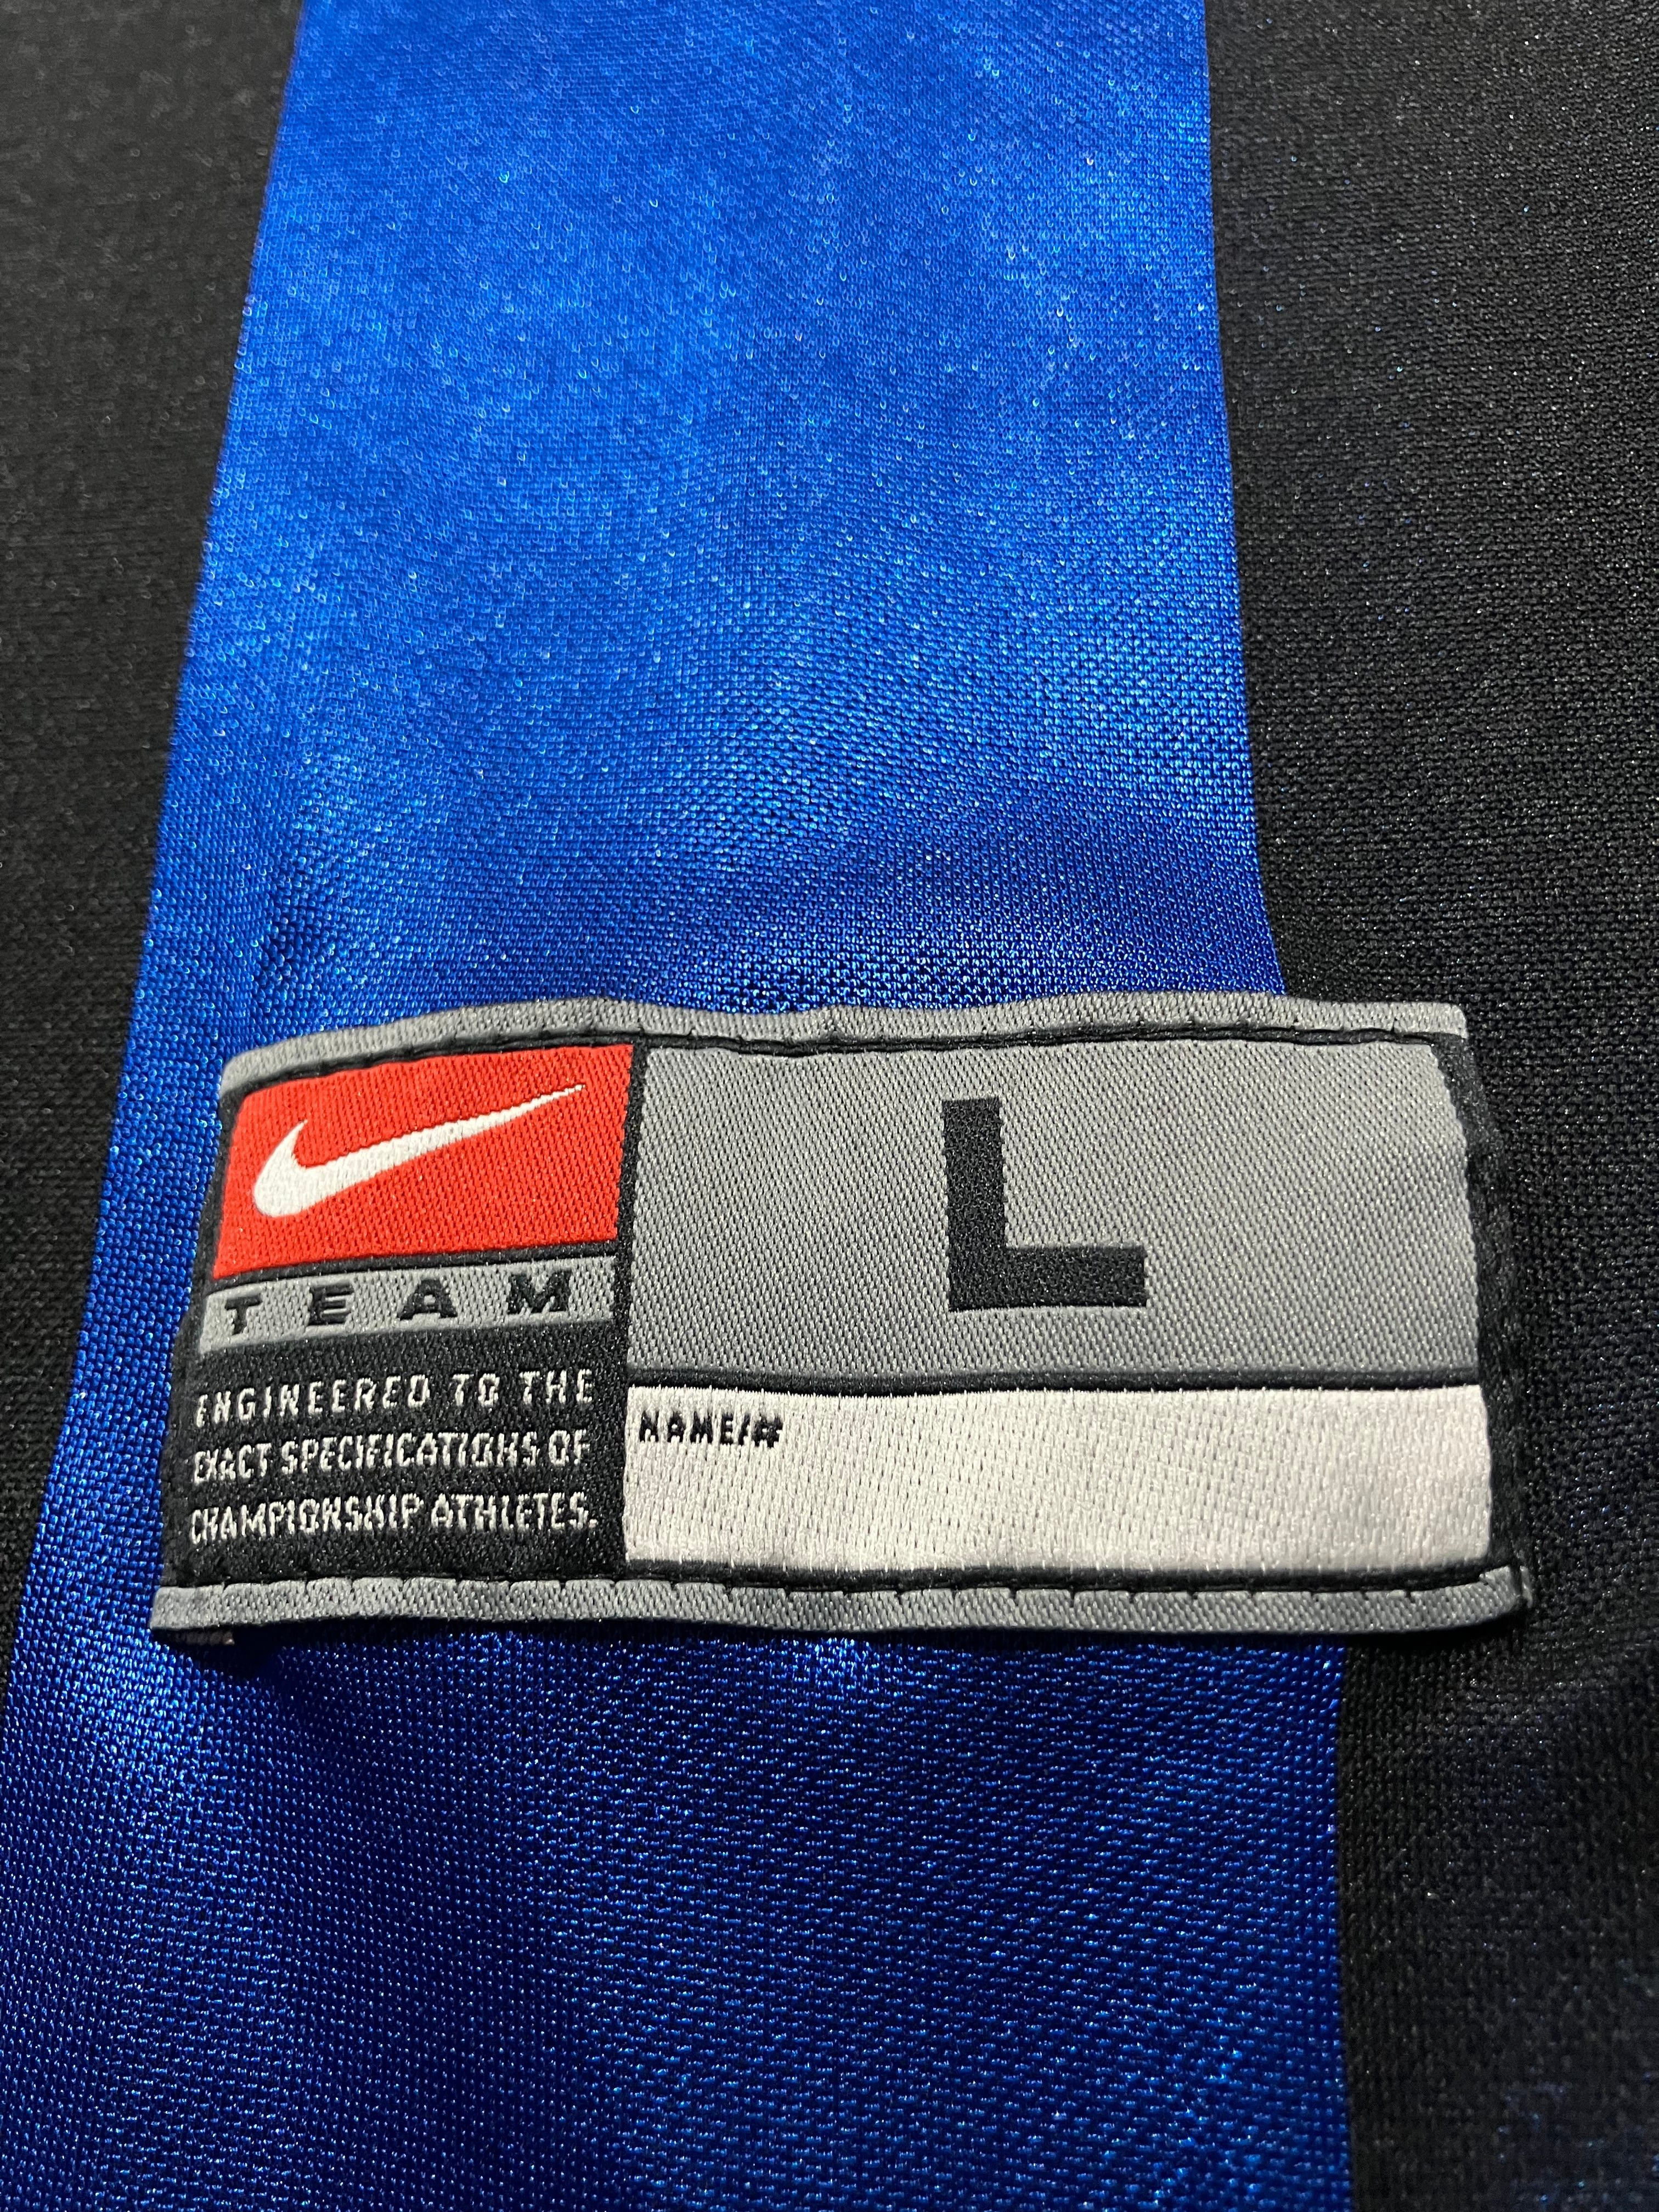 TEAM
ENGINEERED TO THE
EXACT SPECIFICATIONS OF
CHAMPIONSHIP ATHLETES.
L
NAME/#